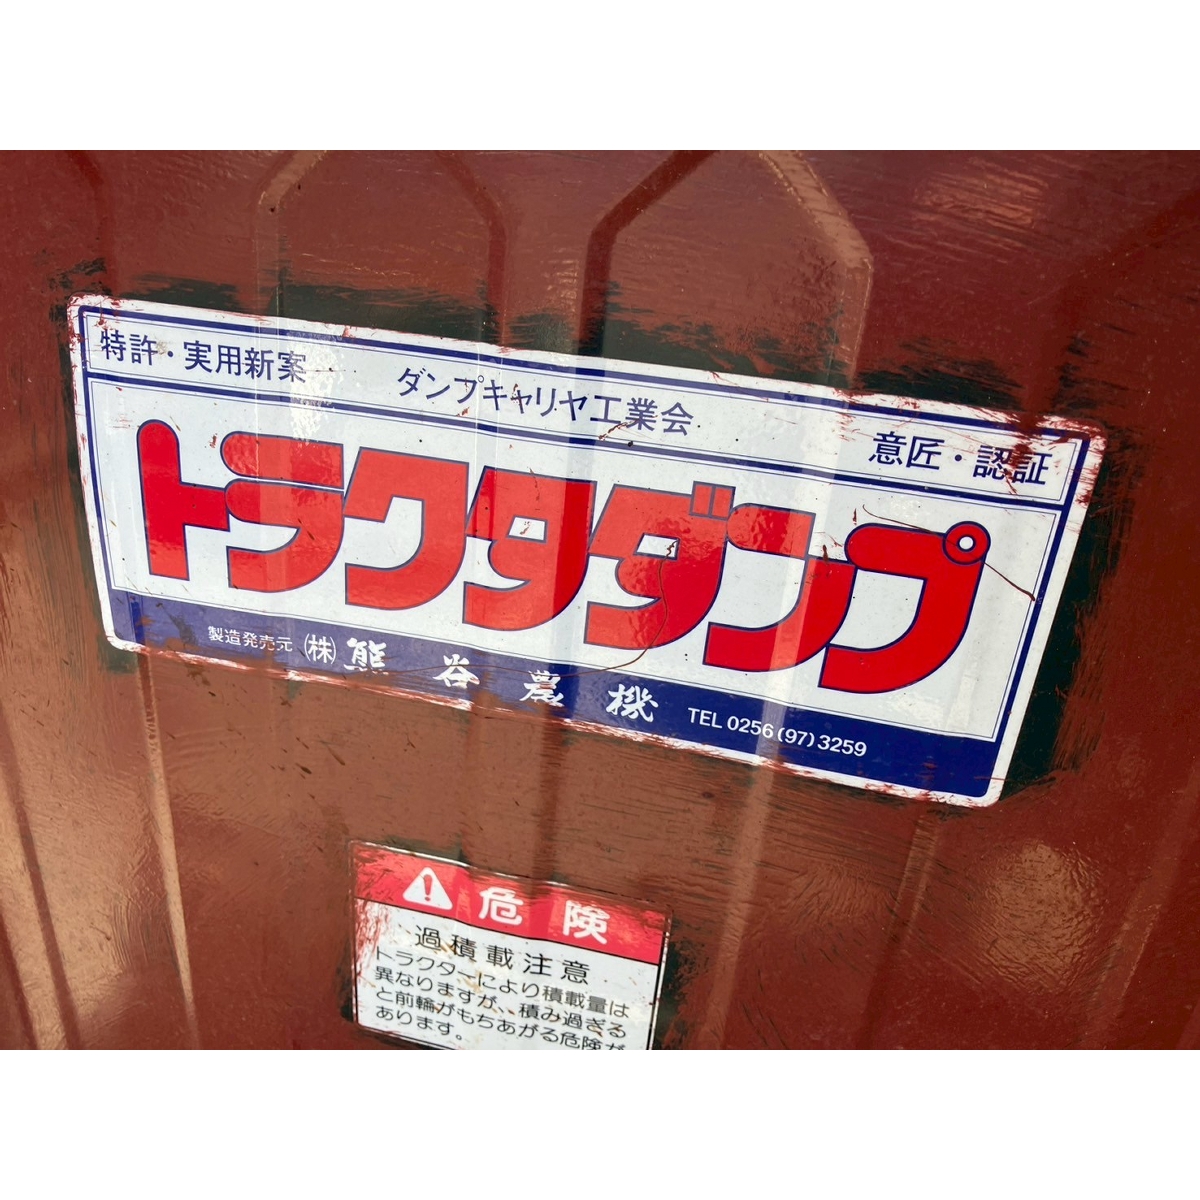 特許・実用新案 ダンプキャリヤ工業会 意匠・認証
トラクタダンプ
製造発売元 (株) 熊谷農機 TEL 0256(97)3259
危険
過積載注意
トラクターにより積載量は
異なりますが、積み過ぎる
と前輪がもちあがる危険が
あります。